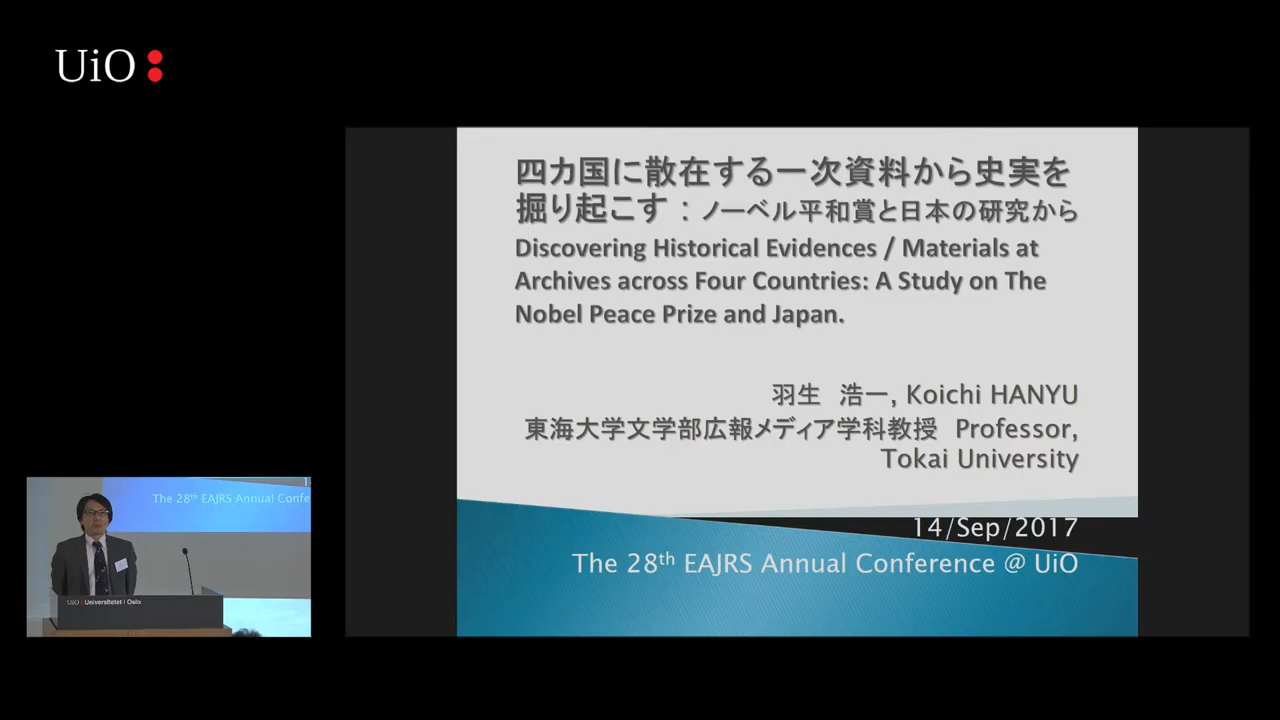 UiO:
四カ国に散在する一次資料から史実を
掘り起こす：ノーベル平和賞と日本の研究から
Discovering Historical Evidences / Materials at
Archives across Four Countries: A Study on The
Nobel Peace Prize and Japan.
羽生　浩一, Koichi HANYU
東海大学文学部広報メディア学科教授　Professor,
Tokai University
14/Sep/2017
The 28th EAJRS Annual Conference @ UiO
The 28th EAJRS Annual Confe
UiO : Universitetet i Oslo